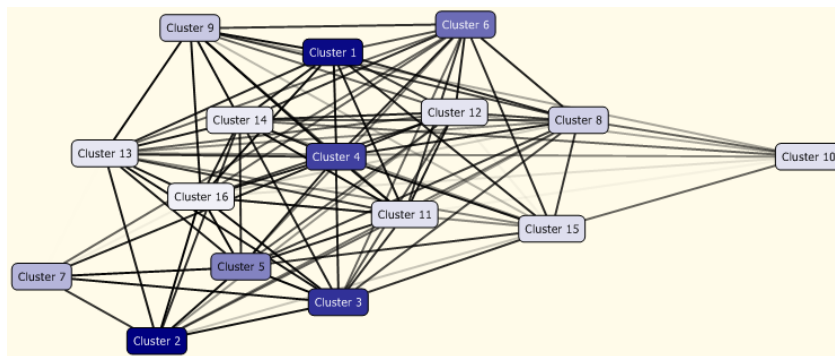 Cluster 9
Cluster 6
Cluster 1
Cluster 12
Cluster 14
Cluster 8
Cluster 13
Cluster 4
Cluster 10
Cluster 16
Cluster 11
Cluster 15
Cluster 5
Cluster 7
Cluster 3
Cluster 2